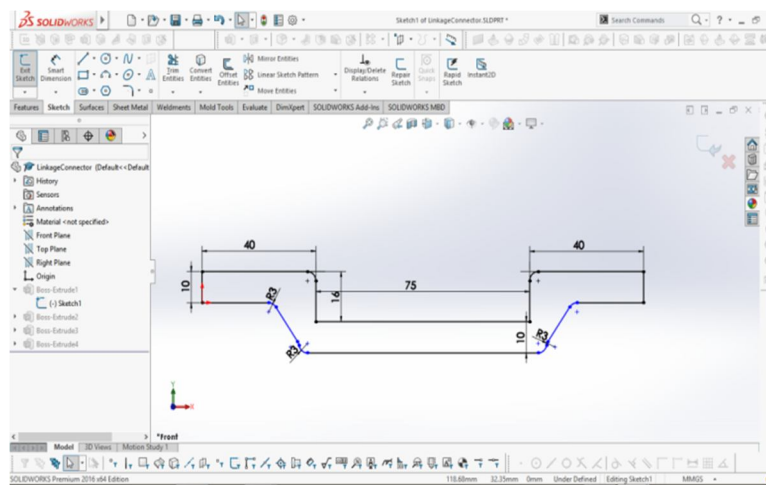 SOLIDWORKS
Sketch1 of LinkageConnector.SLDPRT *
Search Commands
Exit Sketch
Smart Dimension
Trim Entities
Convert Entities
Offset Entities
Mirror Entities
Linear Sketch Pattern
Move Entities
Display/Delete Relations
Repair Sketch
Quick Snaps
Rapid Sketch
Instant2D
Features Sketch Surfaces Sheet Metal Weldments Mold Tools Evaluate DimXpert SOLIDWORKS Add-Ins SOLIDWORKS MBD
LinkageConnector (Default<<Default
History
Sensors
Annotations
Material <not specified>
Front Plane
Top Plane
Right Plane
Origin
Boss-Extrude1
(-) Sketch1
Boss-Extrude2
Boss-Extrude3
Boss-Extrude4
40
40
10
R3
16
75
R3
10
R3
Y
X
*Front
Model 3D Views Motion Study 1
SOLIDWORKS Premium 2016 x64 Edition
118.68mm 32.35mm 0mm Under Defined Editing Sketch1 MMGS